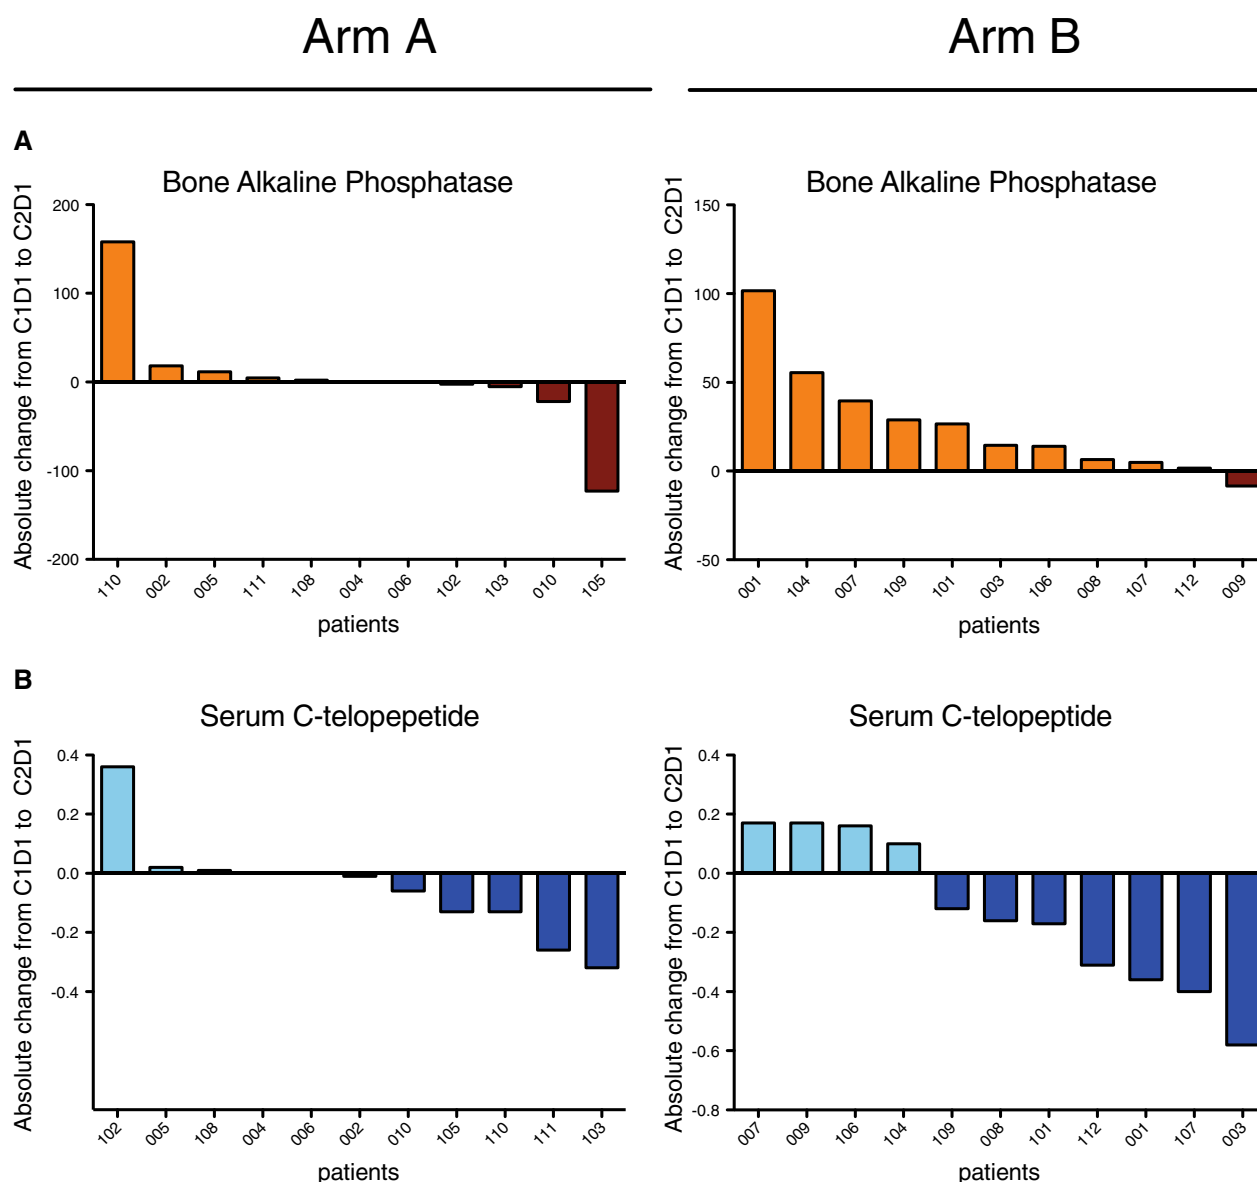 Arm A
Arm B
A
Bone Alkaline Phosphatase
Absolute change from C1D1 to C2D1
200
100
0
-100
-200
110 002 005 111 108 004 006 102 103 010 105
patients
Bone Alkaline Phosphatase
Absolute change from C1D1 to C2D1
150
100
50
0
-50
001 104 007 109 101 003 106 008 107 112 009
patients
B
Serum C-telopepetide
Absolute change from C1D1 to C2D1
0.4
0.2
0.0
-0.2
-0.4
102 005 108 004 006 002 010 105 110 111 103
patients
Serum C-telopeptide
Absolute change from C1D1 to C2D1
0.4
0.2
0.0
-0.2
-0.4
-0.6
-0.8
007 009 106 104 109 008 101 112 001 107 003
patients